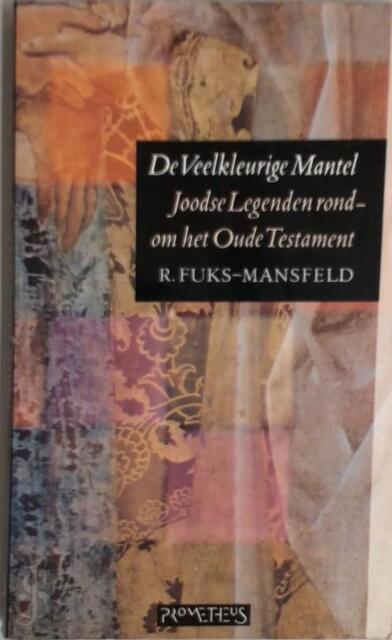 De Veelkleurige Mantel
Joodse Legenden rond-
om het Oude Testament
R. FUKS-MANSFELD
PROMETHEUS